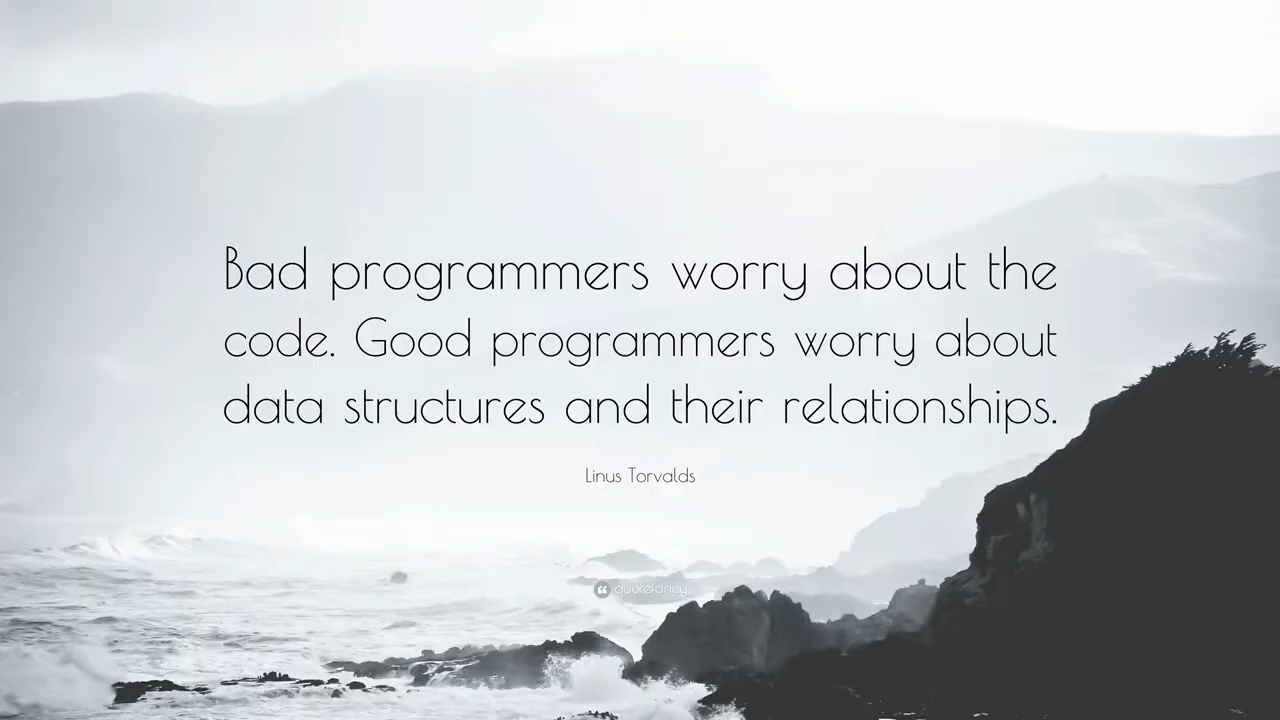 Bad programmers worry about the
code. Good programmers worry about
data structures and their relationships.
Linus Torvalds
quotefancy